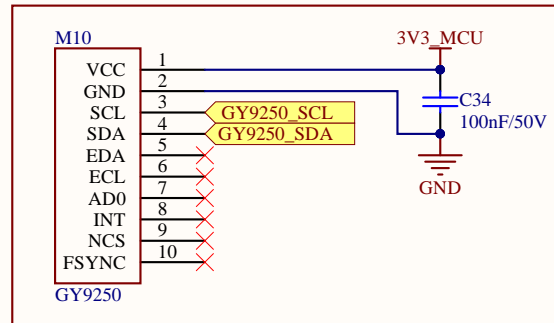 M10
3V3_MCU
VCC 1
GND 2
SCL 3 GY9250_SCL
SDA 4 GY9250_SDA
EDA 5
ECL 6
AD0 7
INT 8
NCS 9
FSYNC 10
GY9250
C34
100nF/50V
GND